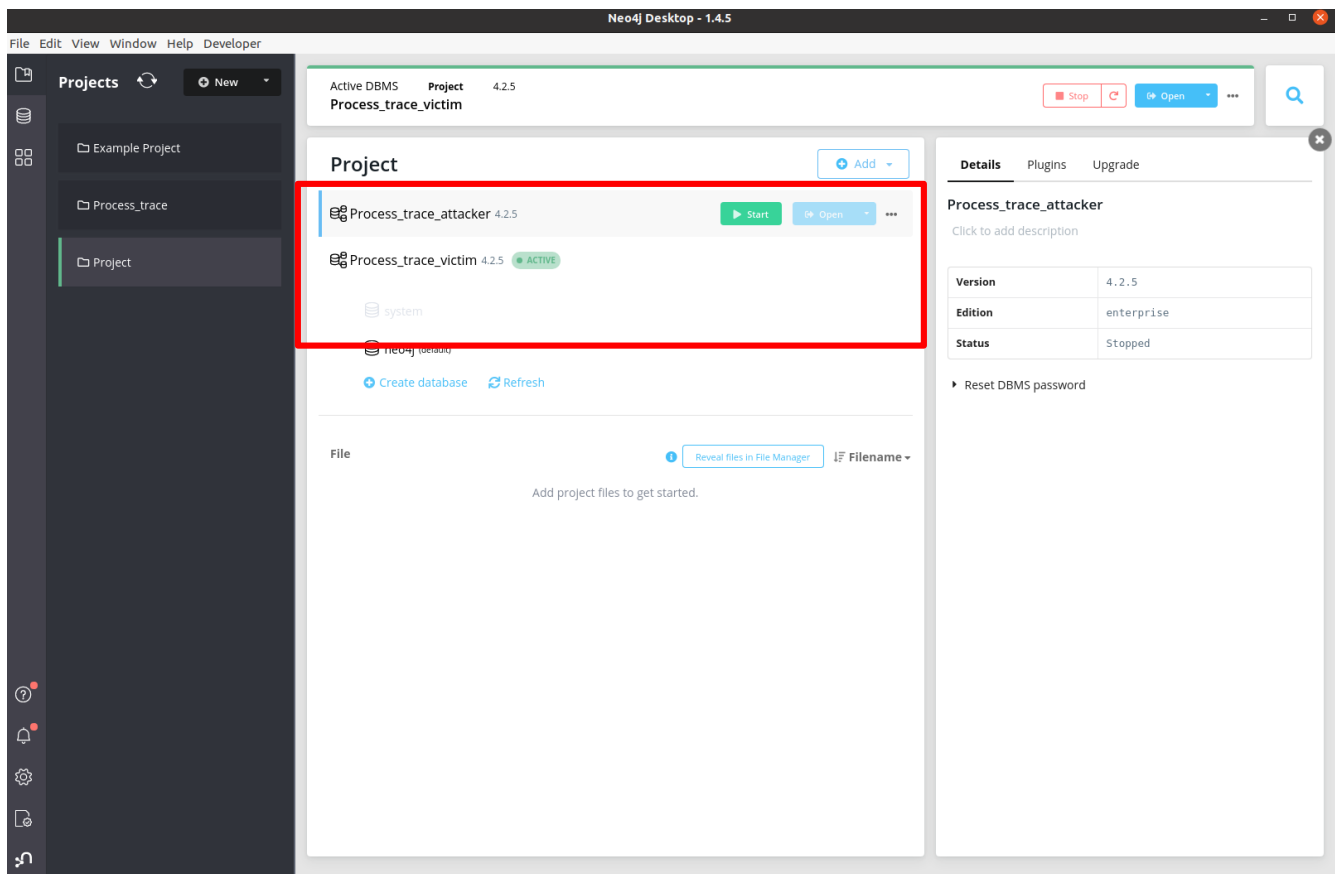 Neo4j Desktop - 1.4.5
File Edit View Window Help Developer
Projects
New
Example Project
Process_trace
Project
Active DBMS Project 4.2.5
Process_trace_victim
Stop
Open
Project
Add
Process_trace_attacker 4.2.5
Start
Open
Process_trace_victim 4.2.5 ACTIVE
system
neo4j (default)
Create database Refresh
File
Reveal files in File Manager
Filename
Add project files to get started.
Details Plugins Upgrade
Process_trace_attacker
Click to add description
Version 4.2.5
Edition enterprise
Status Stopped
Reset DBMS password